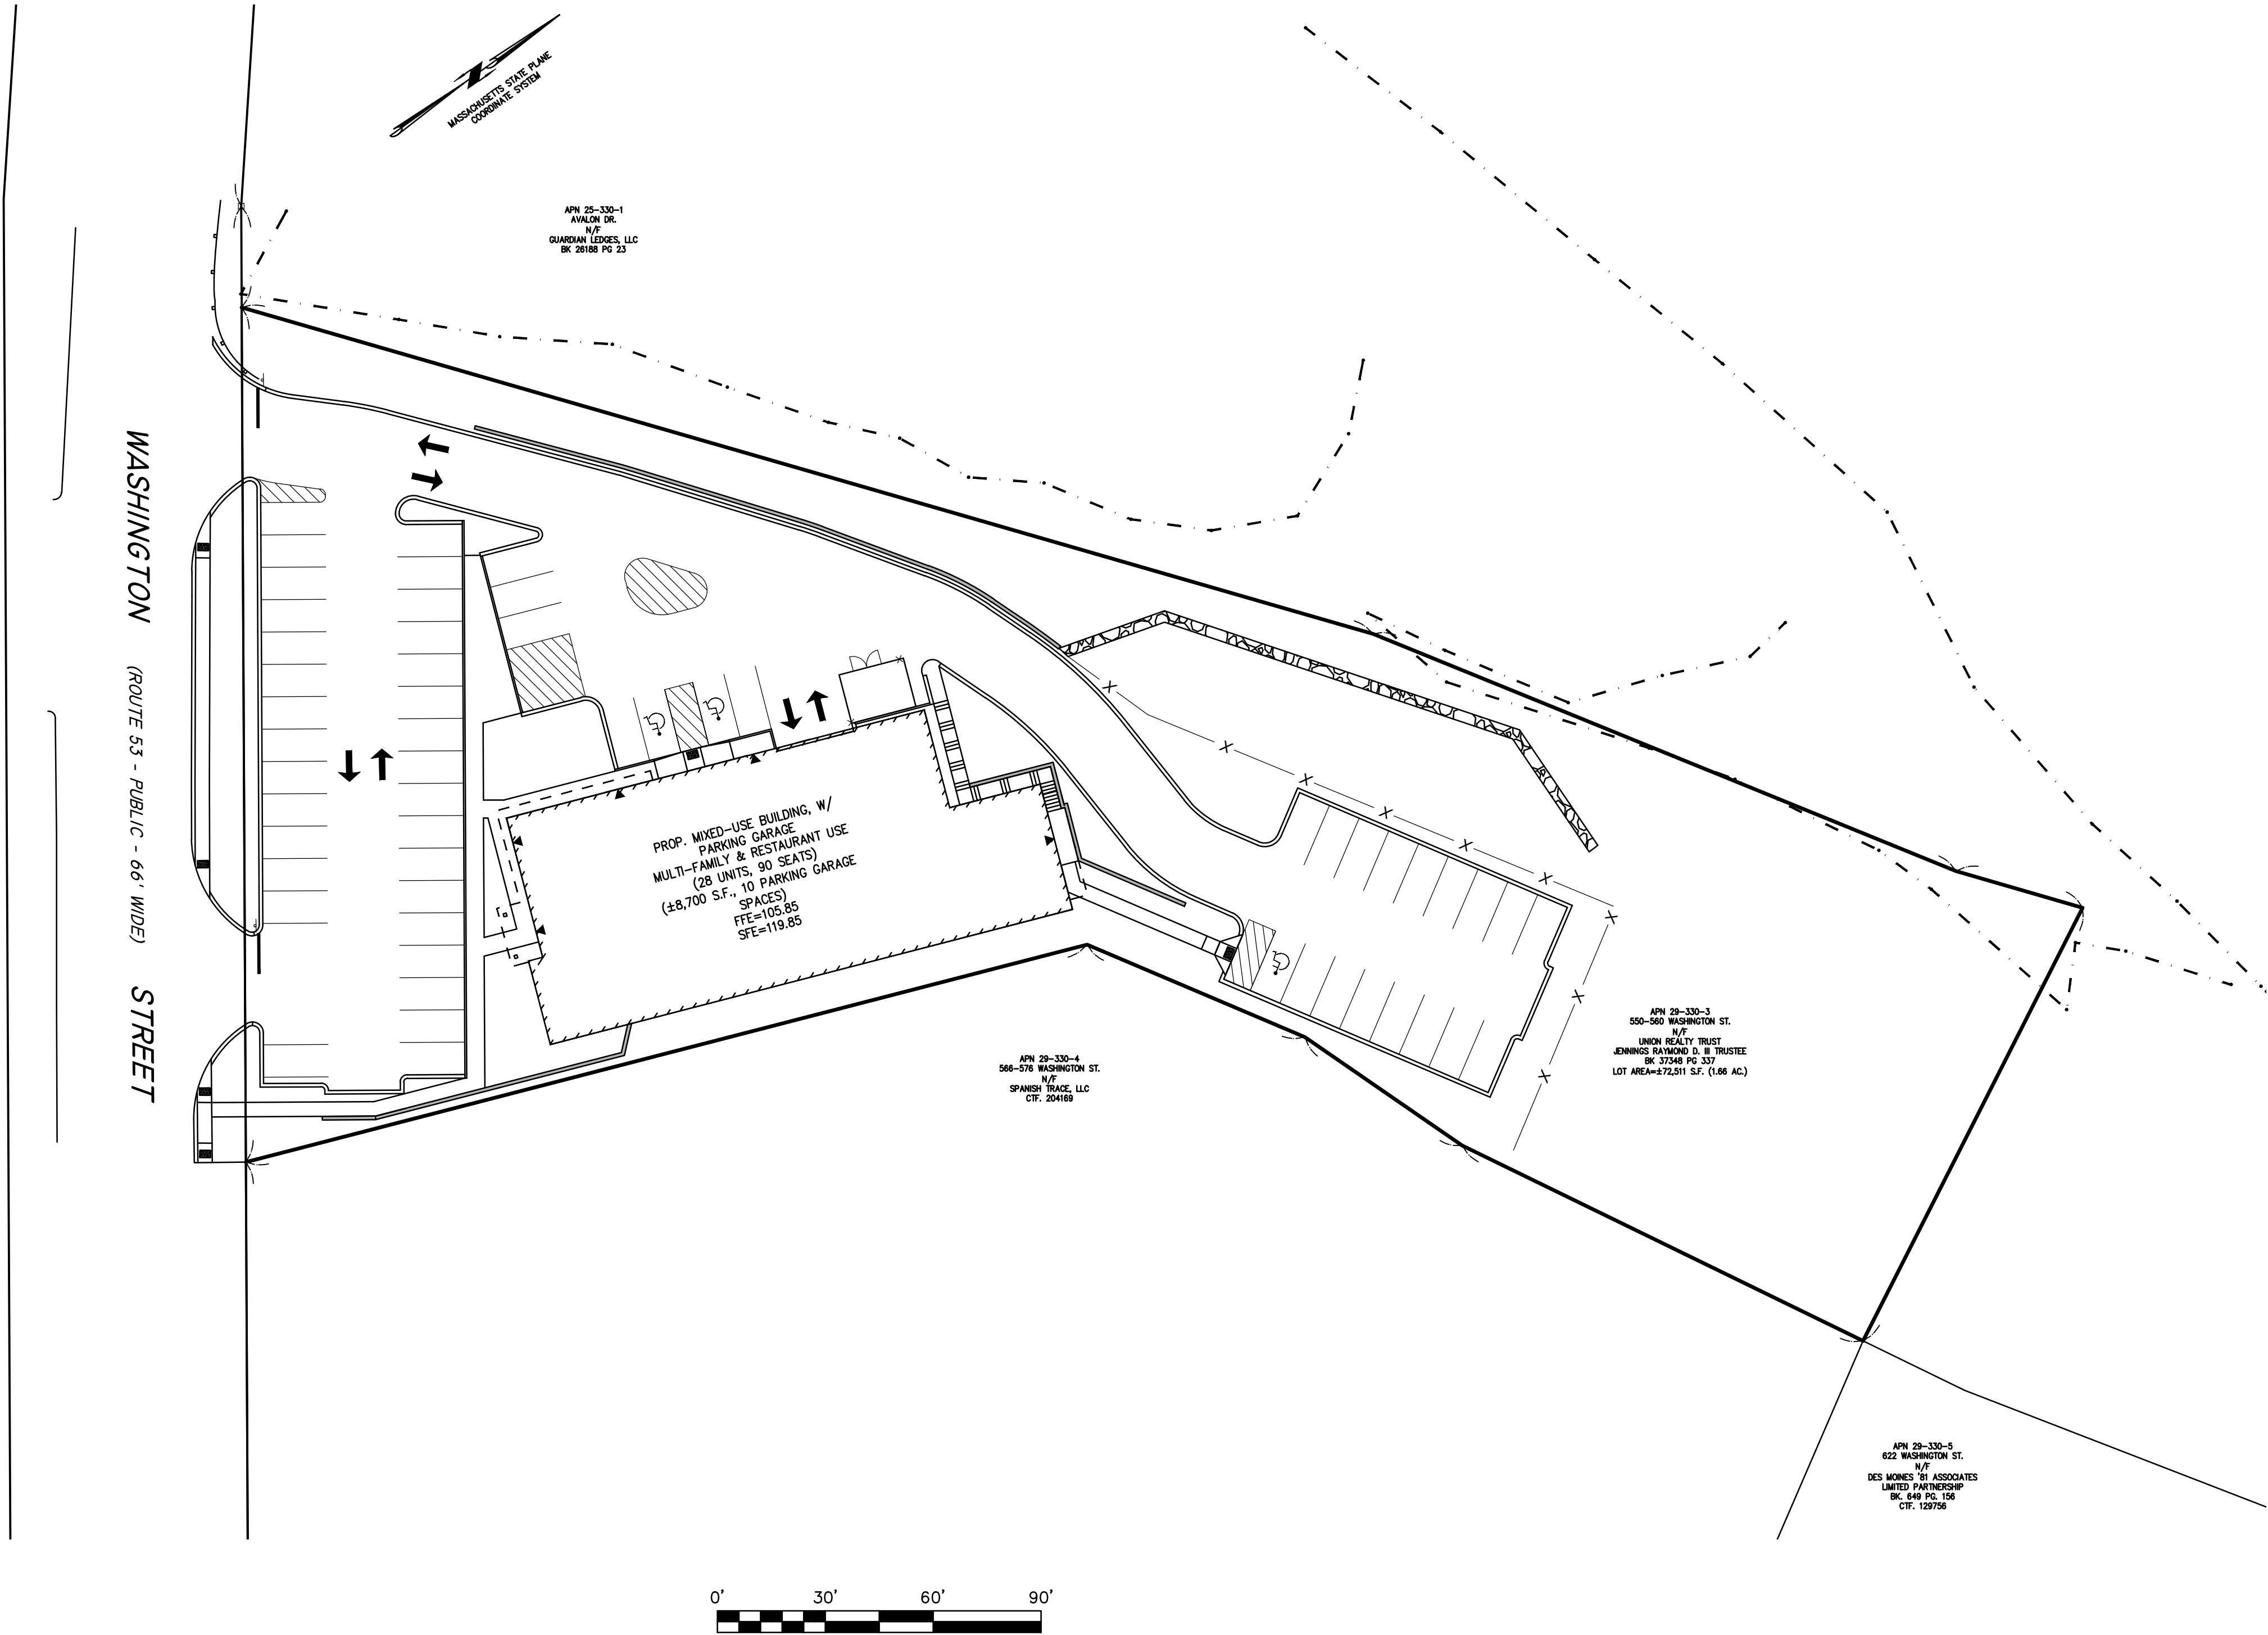 MASSACHUSETTS STATE PLANE
COORDINATE SYSTEM
APN 25-330-1
AVALON DR.
N/F
GUARDIAN LEDGES, LLC
BK 26188 PG 23
WASHINGTON (ROUTE 53 - PUBLIC - 66' WIDE) STREET
PROP. MIXED-USE BUILDING, W/
PARKING GARAGE
MULTI-FAMILY & RESTAURANT USE
(28 UNITS, 90 SEATS)
(±8,700 S.F., 10 PARKING GARAGE
SPACES)
FFE=105.85
SFE=119.85
APN 29-330-3
550-560 WASHINGTON ST.
N/F
UNION REALTY TRUST
JENNINGS RAYMOND D. III TRUSTEE
BK 37348 PG 337
LOT AREA=±72,511 S.F. (1.66 AC.)
APN 29-330-4
566-576 WASHINGTON ST.
N/F
SPANISH TRACE, LLC
CTF. 204169
APN 29-330-5
622 WASHINGTON ST.
N/F
DES MOINES '81 ASSOCIATES
LIMITED PARTNERSHIP
BK. 649 PG. 156
CTF. 129756
0' 30' 60' 90'